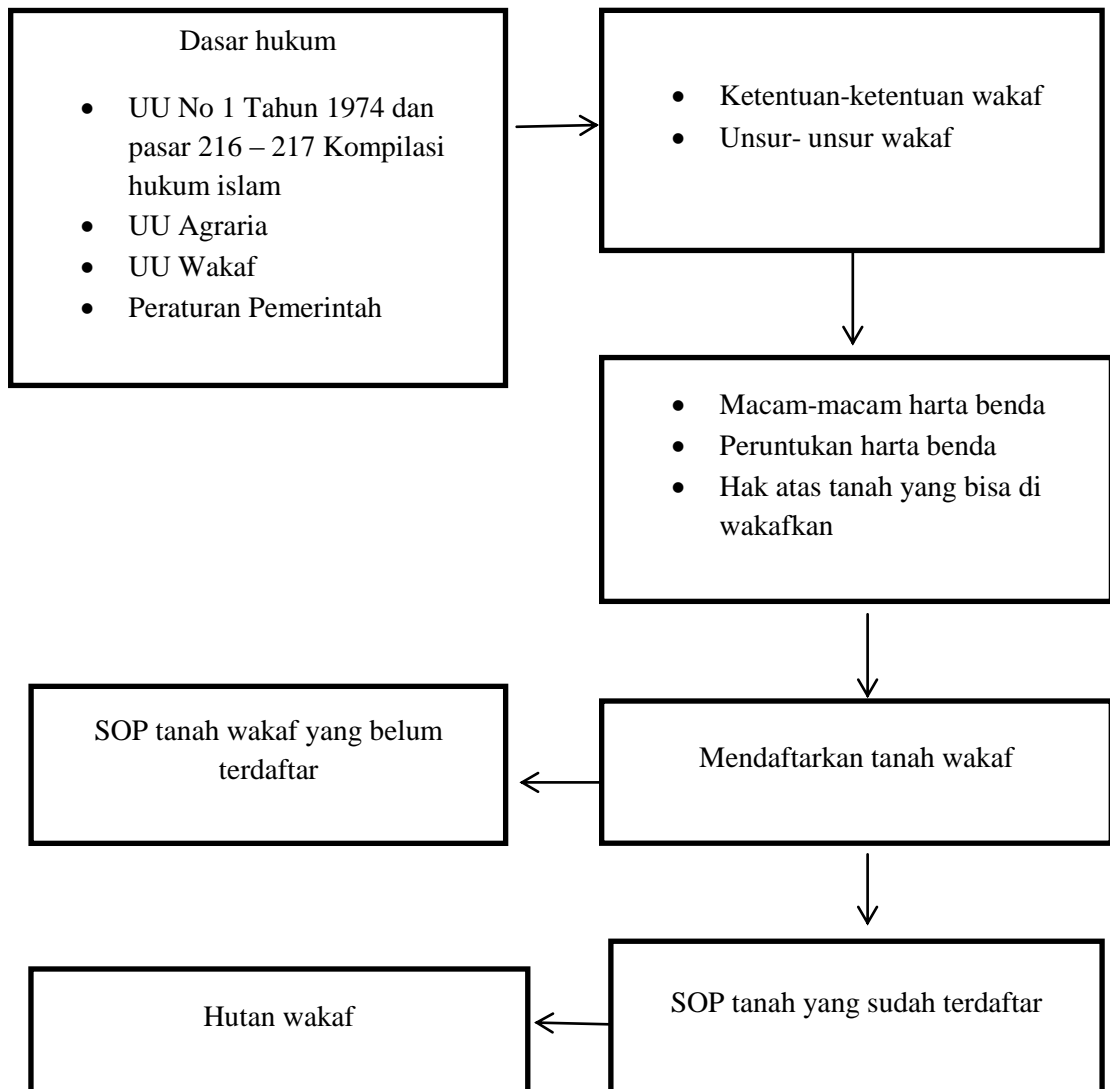 Dasar hukum
• UU No 1 Tahun 1974 dan
pasar 216 – 217 Kompilasi
hukum islam
• UU Agraria
• UU Wakaf
• Peraturan Pemerintah
• Ketentuan-ketentuan wakaf
• Unsur- unsur wakaf
• Macam-macam harta benda
• Peruntukan harta benda
• Hak atas tanah yang bisa di
wakafkan
Mendaftarkan tanah wakaf
SOP tanah wakaf yang belum
terdaftar
SOP tanah yang sudah terdaftar
Hutan wakaf